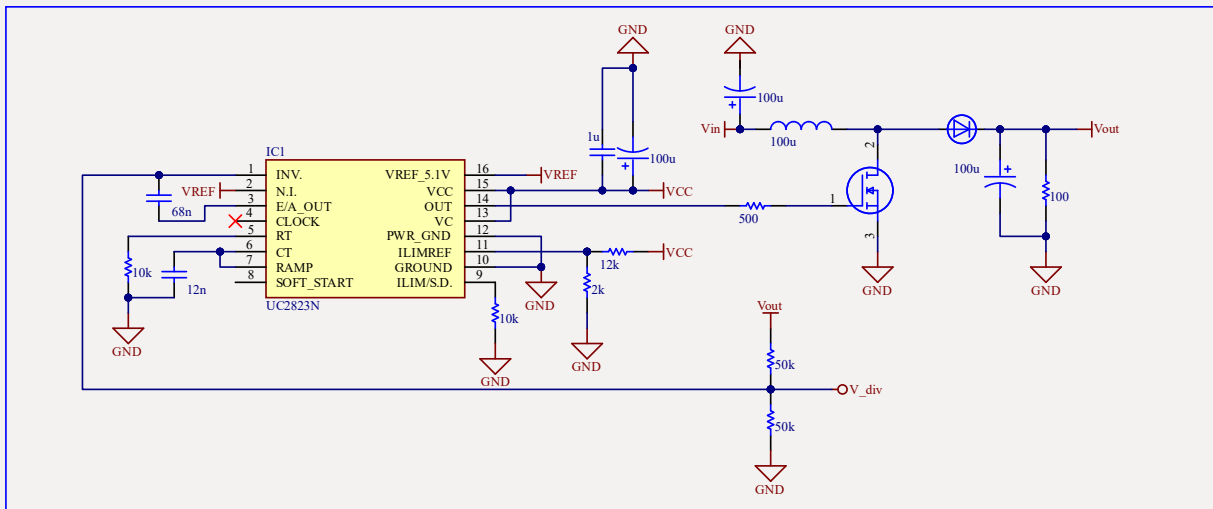 GND
GND
100u
1u
100u
Vin
100u
2
Vout
100u
100
IC1
1 INV.
VREF 2 N.I.
3 E/A_OUT
68n
4 CLOCK
5 RT
6 CT
7 RAMP
8 SOFT_START
10k
12n
GND
VREF_5.1V 16 VREF
VCC 15 VCC
OUT 14
VC 13
PWR_GND 12
ILIMREF 11
GROUND 10
ILIM/S.D. 9
UC2823N
500
1
3
12k
VCC
2k
GND
10k
GND
GND
GND
GND
Vout
50k
V_div
50k
GND